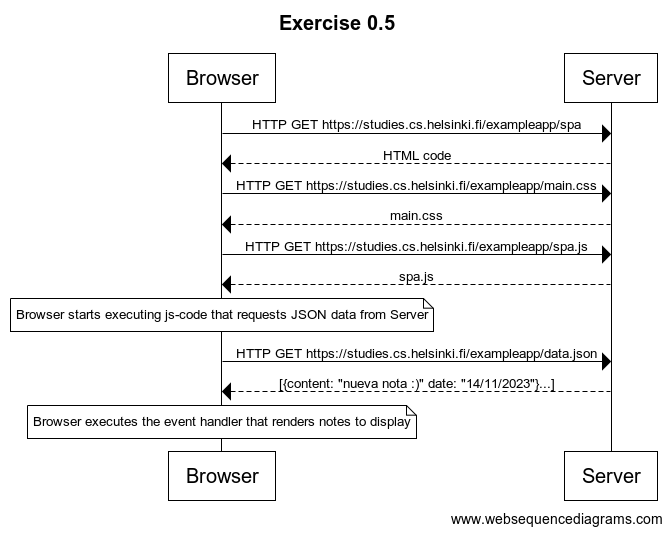 Exercise 0.5
Browser
Server
HTTP GET https://studies.cs.helsinki.fi/exampleapp/spa
HTML code
HTTP GET https://studies.cs.helsinki.fi/exampleapp/main.css
main.css
HTTP GET https://studies.cs.helsinki.fi/exampleapp/spa.js
spa.js
Browser starts executing js-code that requests JSON data from Server
HTTP GET https://studies.cs.helsinki.fi/exampleapp/data.json
[{content: "nueva nota :)" date: "14/11/2023"}...]
Browser executes the event handler that renders notes to display
Browser
Server
www.websequencediagrams.com